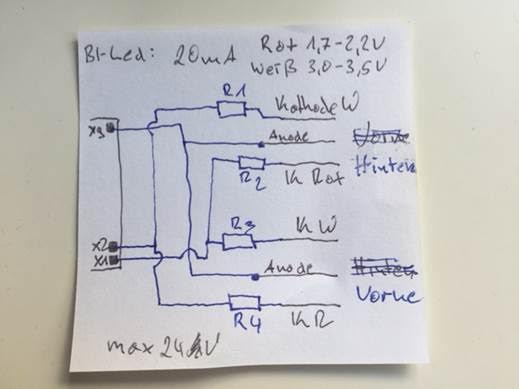 BI-Led: 20mA Rot 1,7-2,2V
Weiß 3,0-3,5V
R1
Kathode W
X3
Anode
Vorne
R2
K Rot
Hinten
R3
K W
X2
X1
Anode
Hinten
Vorne
R4
K R
max 24V